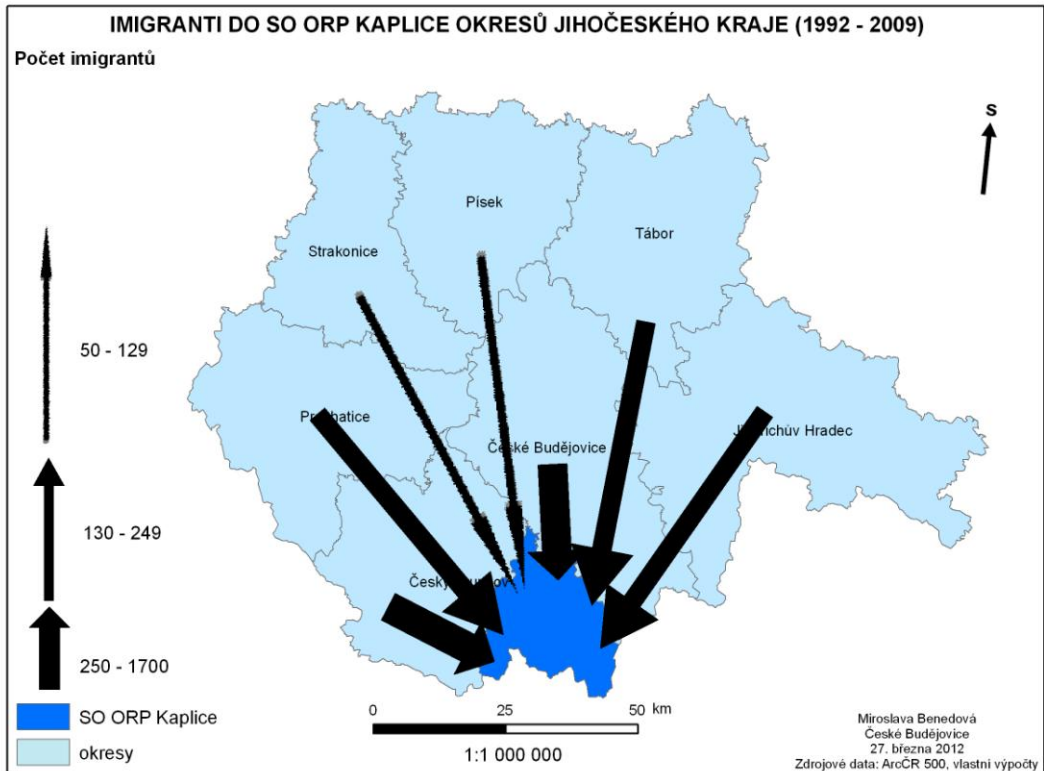 IMIGRANTI DO SO ORP KAPLICE OKRESŮ JIHOČESKÉHO KRAJE (1992 - 2009)
Počet imigrantů
S
Písek
Tábor
Strakonice
50 - 129
Jindřichův Hradec
České Budějovice
130 - 249
250 - 1700
SO ORP Kaplice
okresy
0 25 50 km
1:1 000 000
Miroslava Benedová
České Budějovice
27. března 2012
Zdrojové data: ArcČR 500, vlastní výpočty